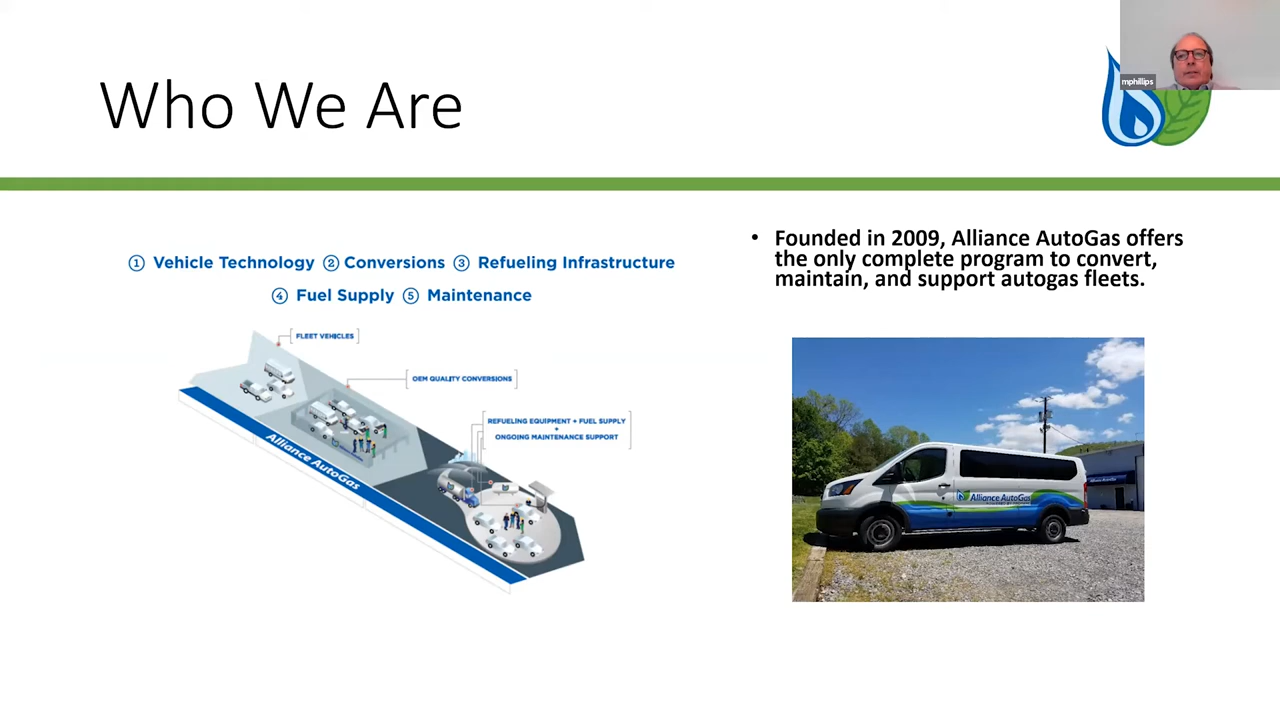 mphillips
Who We Are
① Vehicle Technology ② Conversions ③ Refueling Infrastructure
④ Fuel Supply ⑤ Maintenance
FLEET VEHICLES
OEM QUALITY CONVERSIONS
REFUELING EQUIPMENT + FUEL SUPPLY
+
ONGOING MAINTENANCE SUPPORT
Alliance AutoGas
• Founded in 2009, Alliance AutoGas offers
the only complete program to convert,
maintain, and support autogas fleets.
Alliance AutoGas